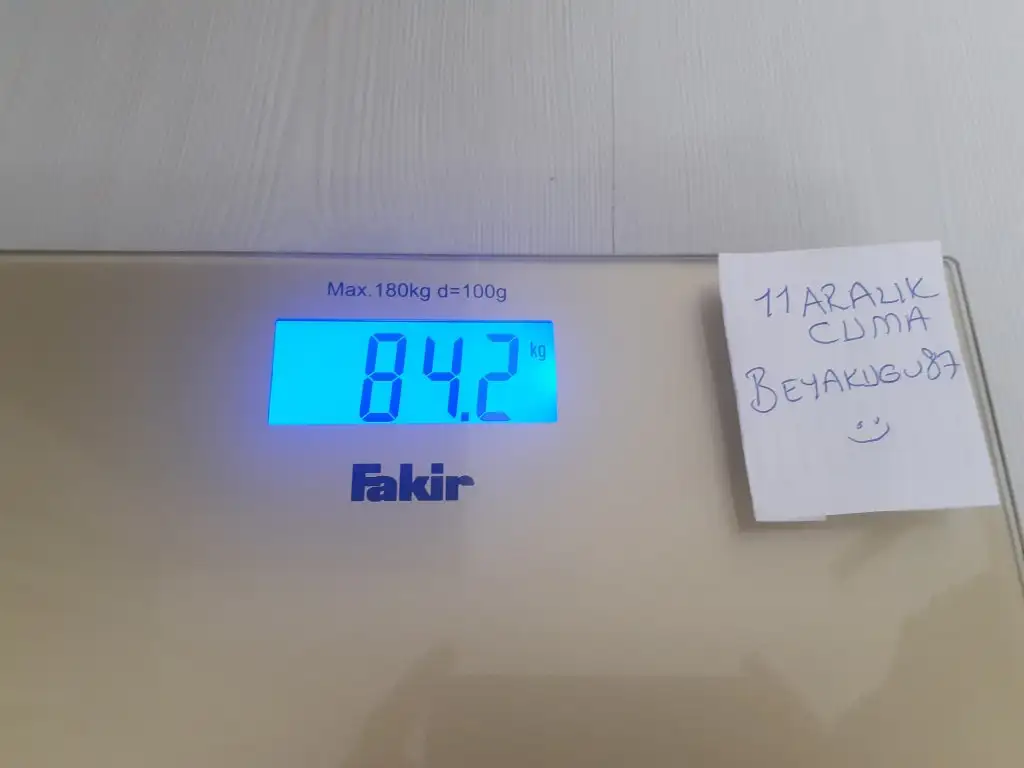 Max.180kg d=100g
84.2 kg
Fakir
11 ARALIK
CUMA
BEYAKUGU87